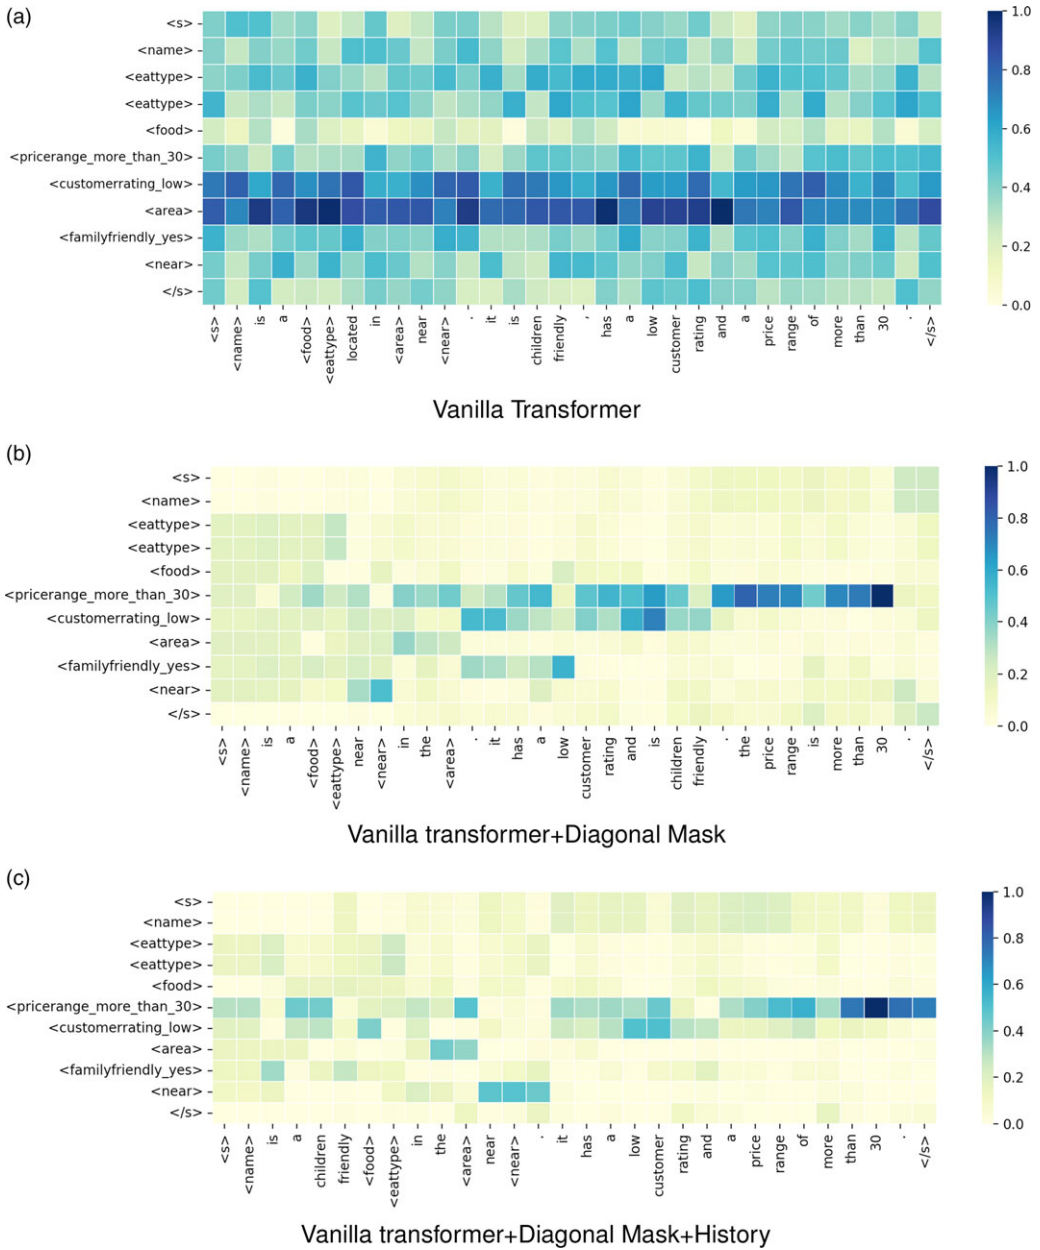 (a)
<s>
<name>
<eattype>
<eattype>
<food>
<pricerange_more_than_30>
<customerrating_low>
<area>
<familyfriendly_yes>
<near>
</s>
1.0
0.8
0.6
0.4
0.2
0.0
<s> <name> is a <food> <eattype> located in <area> near <near> . it is children friendly , has a low customer rating and a price range of more than 30 . </s>
Vanilla Transformer
(b)
<s>
<name>
<eattype>
<eattype>
<food>
<pricerange_more_than_30>
<customerrating_low>
<area>
<familyfriendly_yes>
<near>
</s>
1.0
0.8
0.6
0.4
0.2
0.0
<s> <name> is a <food> <eattype> near <near> in the <area> . it has a low customer rating and is children friendly . the price range is more than 30 . </s>
Vanilla transformer+Diagonal Mask
(c)
<s>
<name>
<eattype>
<eattype>
<food>
<pricerange_more_than_30>
<customerrating_low>
<area>
<familyfriendly_yes>
<near>
</s>
1.0
0.8
0.6
0.4
0.2
0.0
<s> <name> is a children friendly <food> <eattype> in the <area> near <near> . it has a low customer rating and a price range of more than 30 . </s>
Vanilla transformer+Diagonal Mask+History